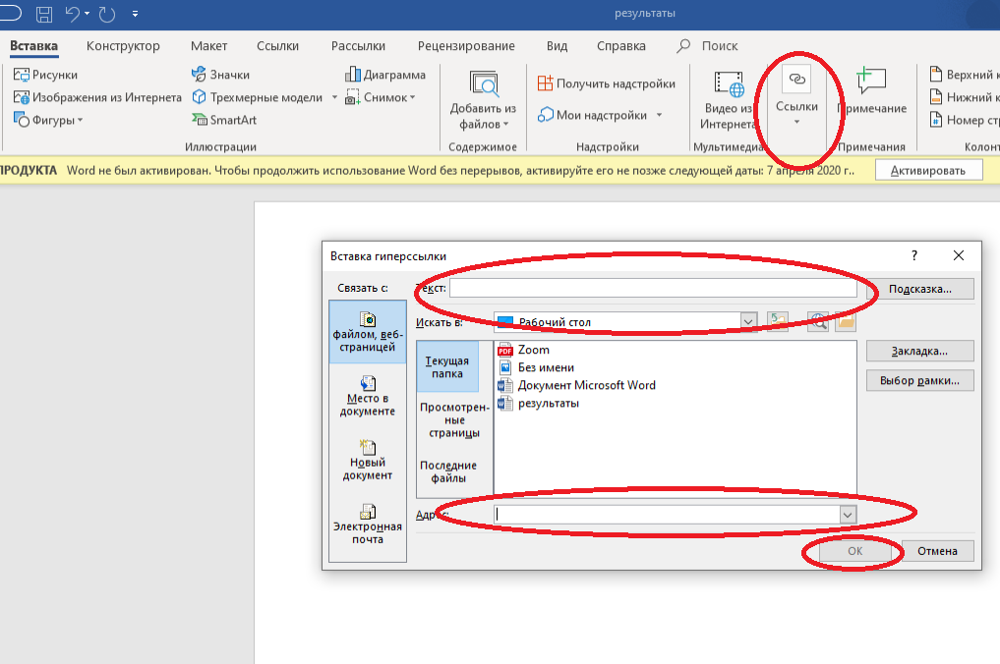 результаты
Вставка Конструктор Макет Ссылки Рассылки Рецензирование Вид Справка Поиск
Рисунки Значки Диаграмма
Изображения из Интернета Трехмерные модели Снимок
Фигуры SmartArt
Иллюстрации
Добавить из
файлов
Содержимое
Получить надстройки
Мои надстройки
Надстройки
Видео из
Интернета
Мультимедиа
Ссылки
Примечание
Примечания
Верхний к
Нижний к
Номер стр
Колонт
ПРОДУКТА Word не был активирован. Чтобы продолжить использование Word без перерывов, активируйте его не позже следующей даты: 7 апреля 2020 г.. Активировать
Вставка гиперссылки ?
Связать с: Текст: Подсказка...
файлом, веб-
страницей
Место в
документе
Новый
документ
Электронная
почта
Искать в: Рабочий стол
Текущая
папка
Просмотрен-
ные
страницы
Последние
файлы
PDF Zoom
Без имени
Документ Microsoft Word
результаты
Закладка...
Выбор рамки...
Адрес:
ОК Отмена